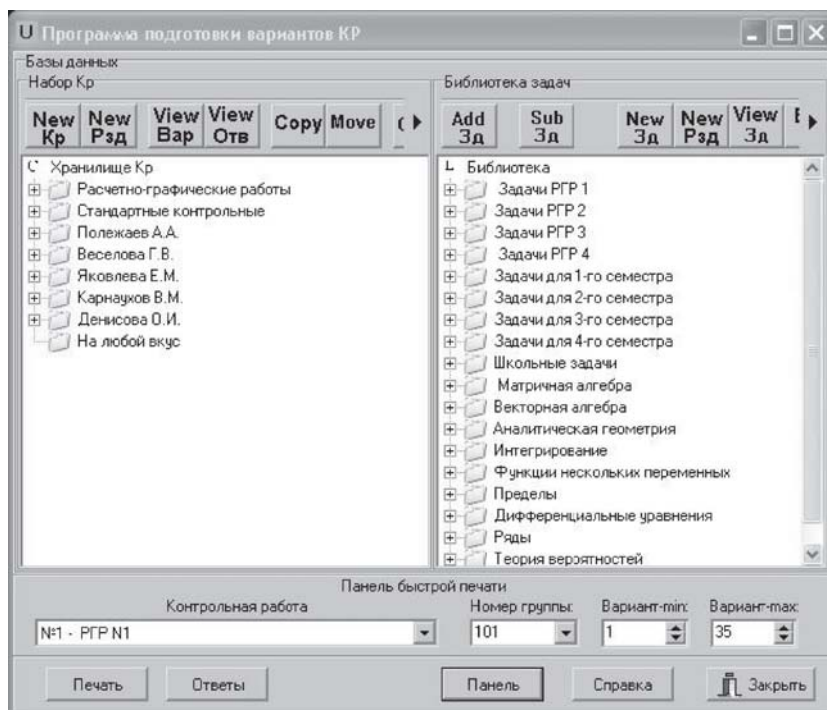 U Программа подготовки вариантов КР
Базы данных
Набор Кр
New Кр New Рзд View Вар View Отв Copy Move
Хранилище Кр
Расчетно-графические работы
Стандартные контрольные
Полежаев А.А.
Веселова Г.В.
Яковлева Е.М.
Карнаухов В.М.
Денисова О.И.
На любой вкус
Библиотека задач
Add Зд Sub Зд New Зд New Рзд View Зд
Библиотека
Задачи РГР 1
Задачи РГР 2
Задачи РГР 3
Задачи РГР 4
Задачи для 1-го семестра
Задачи для 2-го семестра
Задачи для 3-го семестра
Задачи для 4-го семестра
Школьные задачи
Матричная алгебра
Векторная алгебра
Аналитическая геометрия
Интегрирование
Функции нескольких переменных
Пределы
Дифференциальные уравнения
Ряды
Теория вероятностей
Панель быстрой печати
Контрольная работа Номер группы: Вариант-min: Вариант-max:
№1 - РГР N1 101 1 35
Печать Ответы Панель Справка Закрыть